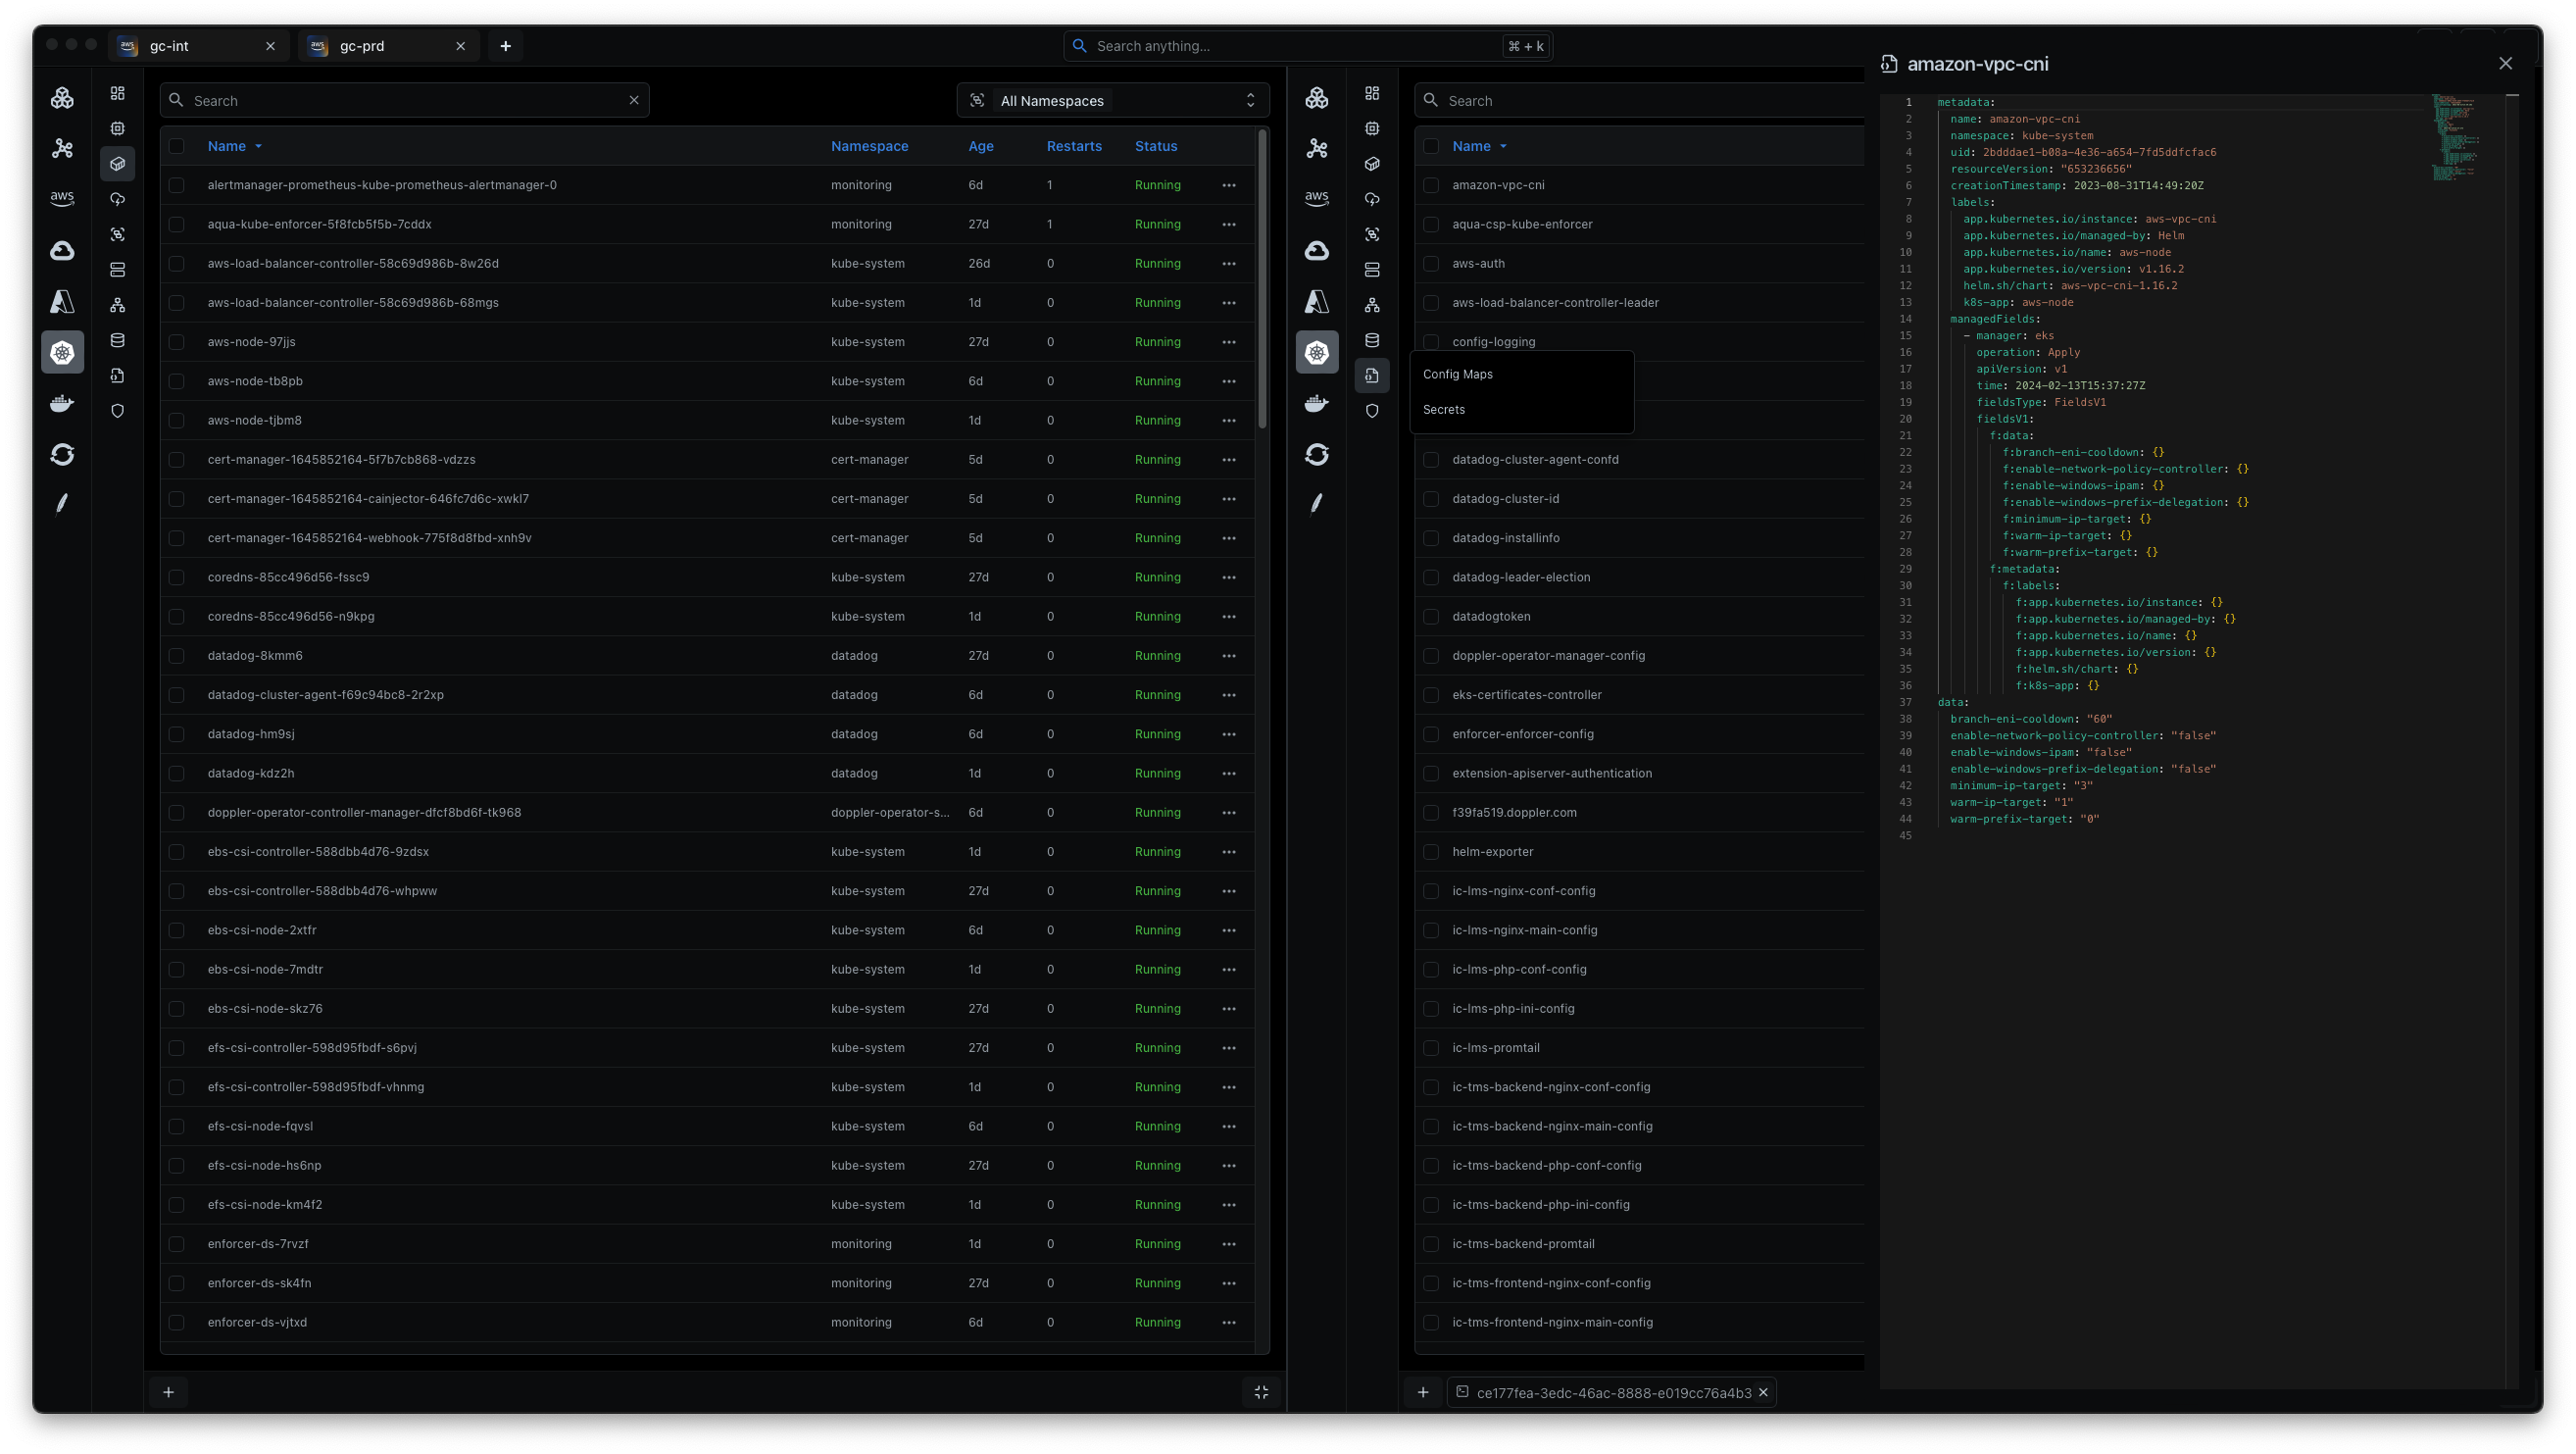 gc-int
gc-prd
Search anything...
⌘ + k
amazon-vpc-cni
aws
Search
All Namespaces
Name Namespace Age Restarts Status
alertmanager-prometheus-kube-prometheus-alertmanager-0 monitoring 6d 1 Running
aqua-kube-enforcer-5f8fcb5f5b-7cddx monitoring 27d 1 Running
aws-load-balancer-controller-58c69d986b-8w26d kube-system 26d 0 Running
aws-load-balancer-controller-58c69d986b-68mgs kube-system 1d 0 Running
aws-node-97jjs kube-system 27d 0 Running
aws-node-tb8pb kube-system 6d 0 Running
aws-node-tjbm8 kube-system 1d 0 Running
cert-manager-1645852164-5f7b7cb868-vdzzs cert-manager 5d 0 Running
cert-manager-1645852164-cainjector-646fc7d6c-xwkl7 cert-manager 5d 0 Running
cert-manager-1645852164-webhook-775f8d8fbd-xnh9v cert-manager 5d 0 Running
coredns-85cc496d56-fssc9 kube-system 27d 0 Running
coredns-85cc496d56-n9kpg kube-system 1d 0 Running
datadog-8kmm6 datadog 27d 0 Running
datadog-cluster-agent-f69c94bc8-2r2xp datadog 6d 0 Running
datadog-hm9sj datadog 6d 0 Running
datadog-kdz2h datadog 1d 0 Running
doppler-operator-controller-manager-dfcf8bd6f-tk968 doppler-operator-s... 6d 0 Running
ebs-csi-controller-588dbb4d76-9zdsx kube-system 1d 0 Running
ebs-csi-controller-588dbb4d76-whpww kube-system 27d 0 Running
ebs-csi-node-2xtfr kube-system 6d 0 Running
ebs-csi-node-7mdtr kube-system 1d 0 Running
ebs-csi-node-skz76 kube-system 27d 0 Running
efs-csi-controller-598d95fbdf-s6pvj kube-system 27d 0 Running
efs-csi-controller-598d95fbdf-vhnmg kube-system 1d 0 Running
efs-csi-node-fqvsl kube-system 6d 0 Running
efs-csi-node-hs6np kube-system 27d 0 Running
efs-csi-node-km4f2 kube-system 1d 0 Running
enforcer-ds-7rvzf monitoring 1d 0 Running
enforcer-ds-sk4fn monitoring 27d 0 Running
enforcer-ds-vjtxd monitoring 6d 0 Running
aws
Search
Name
amazon-vpc-cni
aqua-csp-kube-enforcer
aws-auth
aws-load-balancer-controller-leader
config-logging
Config Maps
Secrets
datadog-cluster-agent-confd
datadog-cluster-id
datadog-installinfo
datadog-leader-election
datadogtoken
doppler-operator-manager-config
eks-certificates-controller
enforcer-enforcer-config
extension-apiserver-authentication
f39fa519.doppler.com
helm-exporter
ic-lms-nginx-conf-config
ic-lms-nginx-main-config
ic-lms-php-conf-config
ic-lms-php-ini-config
ic-lms-promtail
ic-tms-backend-nginx-conf-config
ic-tms-backend-nginx-main-config
ic-tms-backend-php-conf-config
ic-tms-backend-php-ini-config
ic-tms-backend-promtail
ic-tms-frontend-nginx-conf-config
ic-tms-frontend-nginx-main-config
ce177fea-3edc-46ac-8888-e019cc76a4b3
1 metadata:
2 name: amazon-vpc-cni
3 namespace: kube-system
4 uid: 2bdddae1-b08a-4e36-a654-7fd5ddfcfac6
5 resourceVersion: "653236656"
6 creationTimestamp: 2023-08-31T14:49:20Z
7 labels:
8 app.kubernetes.io/instance: aws-vpc-cni
9 app.kubernetes.io/managed-by: Helm
10 app.kubernetes.io/name: aws-node
11 app.kubernetes.io/version: v1.16.2
12 helm.sh/chart: aws-vpc-cni-1.16.2
13 k8s-app: aws-node
14 managedFields:
15 - manager: eks
16 operation: Apply
17 apiVersion: v1
18 time: 2024-02-13T15:37:27Z
19 fieldsType: FieldsV1
20 fieldsV1:
21 f:data:
22 f:branch-eni-cooldown: {}
23 f:enable-network-policy-controller: {}
24 f:enable-windows-ipam: {}
25 f:enable-windows-prefix-delegation: {}
26 f:minimum-ip-target: {}
27 f:warm-ip-target: {}
28 f:warm-prefix-target: {}
29 f:metadata:
30 f:labels:
31 f:app.kubernetes.io/instance: {}
32 f:app.kubernetes.io/managed-by: {}
33 f:app.kubernetes.io/name: {}
34 f:app.kubernetes.io/version: {}
35 f:helm.sh/chart: {}
36 f:k8s-app: {}
37 data:
38 branch-eni-cooldown: "60"
39 enable-network-policy-controller: "false"
40 enable-windows-ipam: "false"
41 enable-windows-prefix-delegation: "false"
42 minimum-ip-target: "3"
43 warm-ip-target: "1"
44 warm-prefix-target: "0"
45